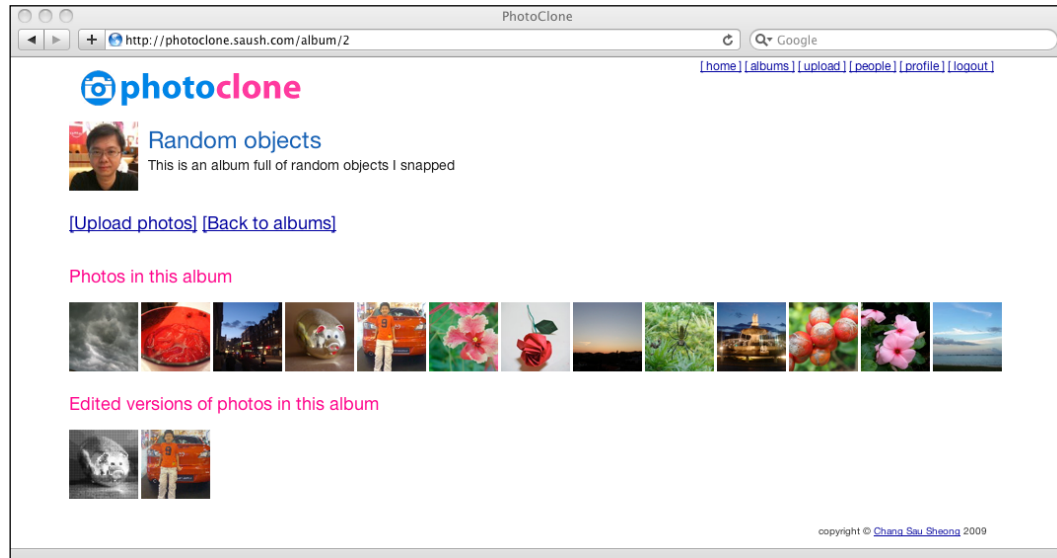 PhotoClone
http://photoclone.saush.com/album/2
Google
[ home ] [ albums ] [ upload ] [ people ] [ profile ] [ logout ]
photoclone
Random objects
This is an album full of random objects I snapped
[Upload photos] [Back to albums]
Photos in this album
Edited versions of photos in this album
copyright © Chang Sau Sheong 2009